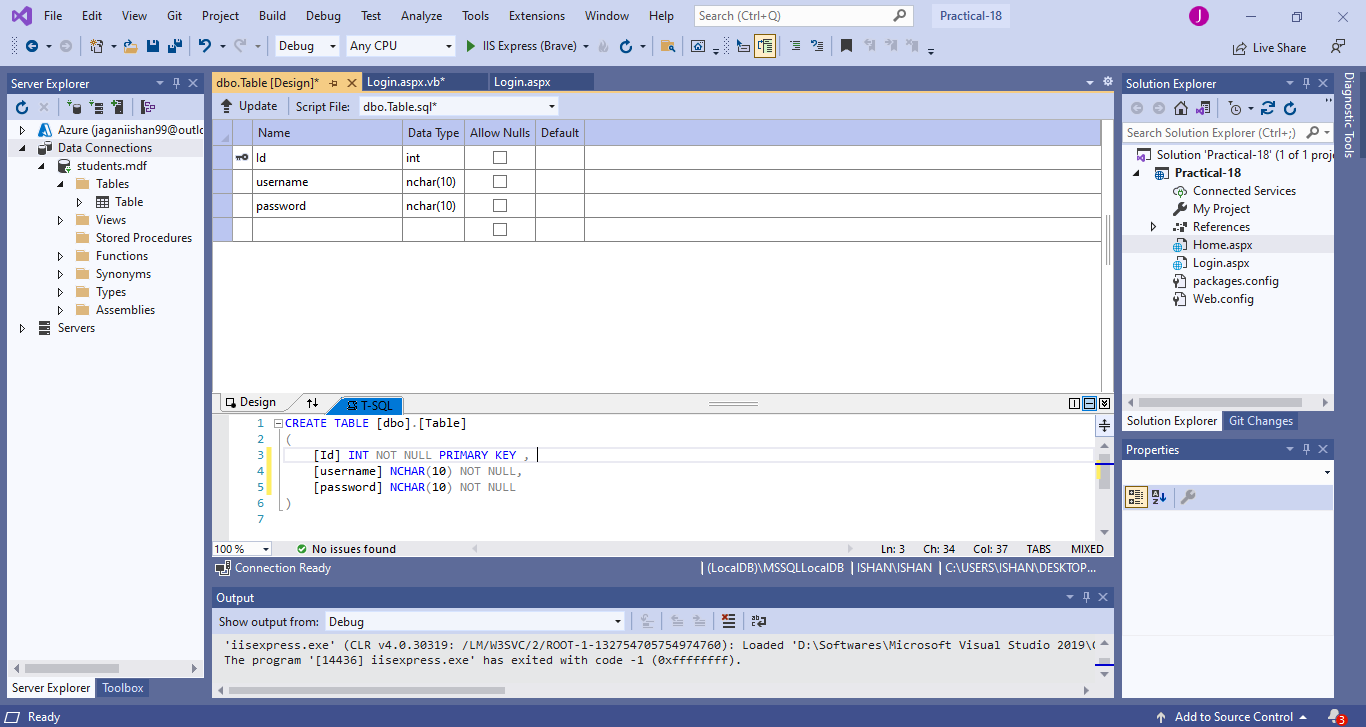 File Edit View Git Project Build Debug Test Analyze Tools Extensions Window Help Search (Ctrl+Q) Practical-18 J
Debug Any CPU IIS Express (Brave) Live Share
Server Explorer
Azure (jaganiishan99@outlo
Data Connections
students.mdf
Tables
Table
Views
Stored Procedures
Functions
Synonyms
Types
Assemblies
Servers
Server Explorer Toolbox
dbo.Table [Design]* Login.aspx.vb* Login.aspx
Update Script File: dbo.Table.sql*
Name Data Type Allow Nulls Default
Id int
username nchar(10)
password nchar(10)
Design T-SQL
1 CREATE TABLE [dbo].[Table]
2 (
3 [Id] INT NOT NULL PRIMARY KEY ,
4 [username] NCHAR(10) NOT NULL,
5 [password] NCHAR(10) NOT NULL
6 )
7
100 % No issues found Ln: 3 Ch: 34 Col: 37 TABS MIXED
Connection Ready | (LocalDB)\MSSQLLocalDB | ISHAN\ISHAN | C:\USERS\ISHAN\DESKTOP...
Output
Show output from: Debug
'iisexpress.exe' (CLR v4.0.30319: /LM/W3SVC/2/ROOT-1-132754705754974760): Loaded 'D:\Softwares\Microsoft Visual Studio 2019\
The program '[14436] iisexpress.exe' has exited with code -1 (0xffffffff).
Solution Explorer
Search Solution Explorer (Ctrl+;)
Solution 'Practical-18' (1 of 1 proj
Practical-18
Connected Services
My Project
References
Home.aspx
Login.aspx
packages.config
Web.config
Solution Explorer Git Changes
Properties
Diagnostic Tools
Ready Add to Source Control 3